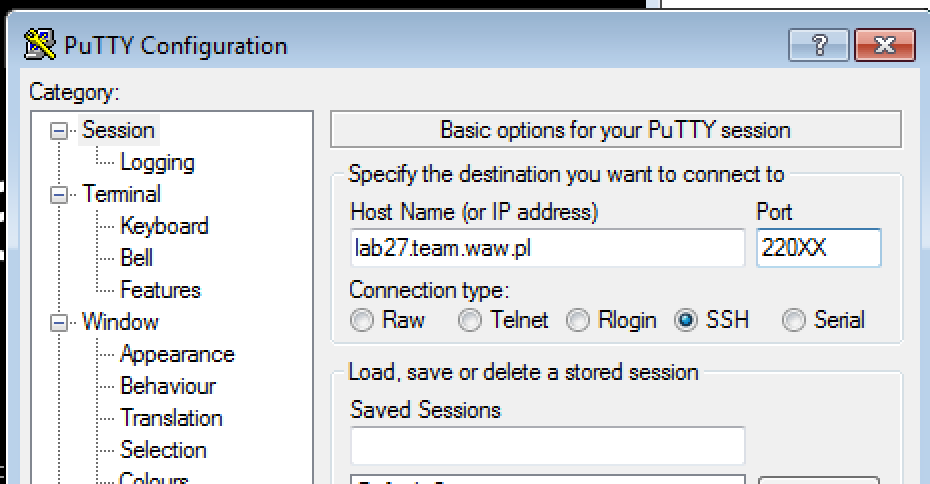 PuTTY Configuration
?
Category:
Session
Logging
Terminal
Keyboard
Bell
Features
Window
Appearance
Behaviour
Translation
Selection
Colours
Basic options for your PuTTY session
Specify the destination you want to connect to
Host Name (or IP address) Port
lab27.team.waw.pl 220XX
Connection type:
Raw Telnet Rlogin SSH Serial
Load, save or delete a stored session
Saved Sessions